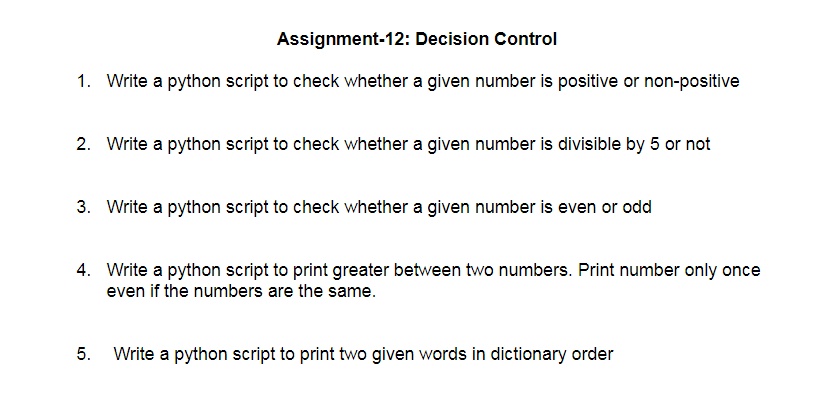 Assignment-12: Decision Control
1. Write a python script to check whether a given number is positive or non-positive
2. Write a python script to check whether a given number is divisible by 5 or not
3. Write a python script to check whether a given number is even or odd
4. Write a python script to print greater between two numbers. Print number only once
even if the numbers are the same.
5. Write a python script to print two given words in dictionary order